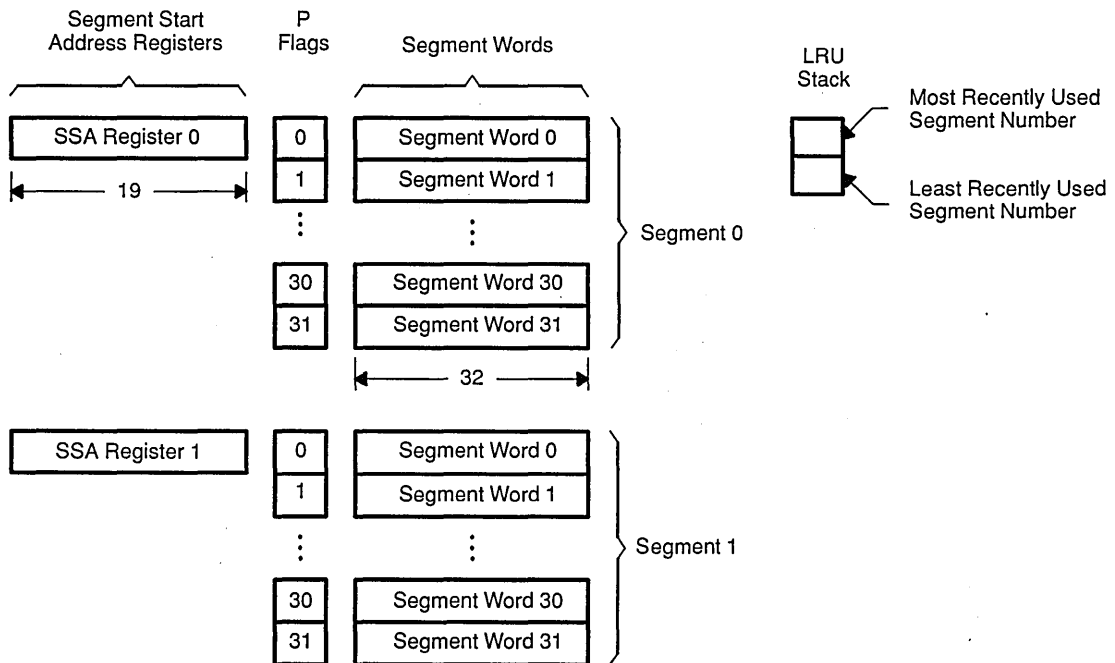 Segment Start
Address Registers
P
Flags
Segment Words
LRU
Stack
Most Recently Used
Segment Number
Least Recently Used
Segment Number
SSA Register 0
19
0
Segment Word 0
1
Segment Word 1
30
Segment Word 30
31
Segment Word 31
Segment 0
32
SSA Register 1
0
Segment Word 0
1
Segment Word 1
30
Segment Word 30
31
Segment Word 31
Segment 1